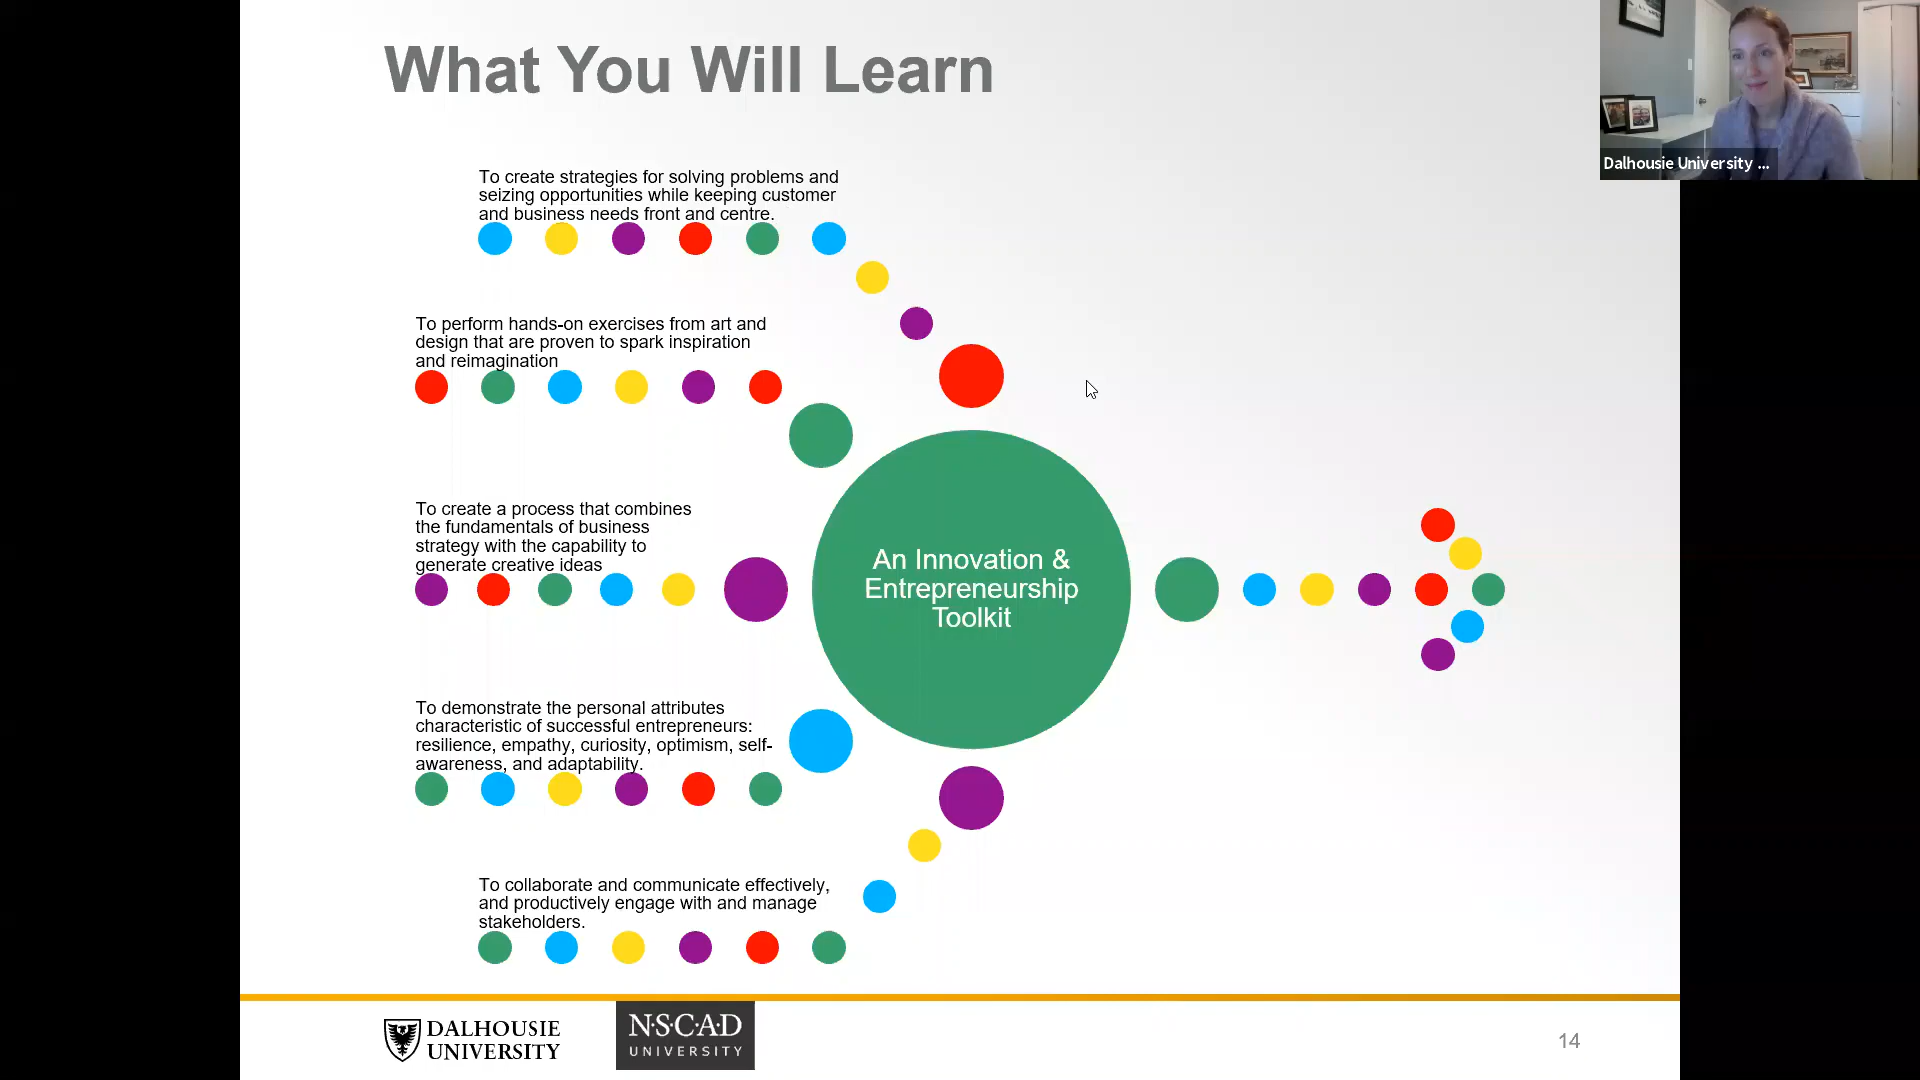 What You Will Learn
Dalhousie University ...
To create strategies for solving problems and
seizing opportunities while keeping customer
and business needs front and centre.
To perform hands-on exercises from art and
design that are proven to spark inspiration
and reimagination
To create a process that combines
the fundamentals of business
strategy with the capability to
generate creative ideas
An Innovation &
Entrepreneurship
Toolkit
To demonstrate the personal attributes
characteristic of successful entrepreneurs:
resilience, empathy, curiosity, optimism, self-
awareness, and adaptability.
To collaborate and communicate effectively,
and productively engage with and manage
stakeholders.
DALHOUSIE
UNIVERSITY
N·S·C·A·D
UNIVERSITY
14